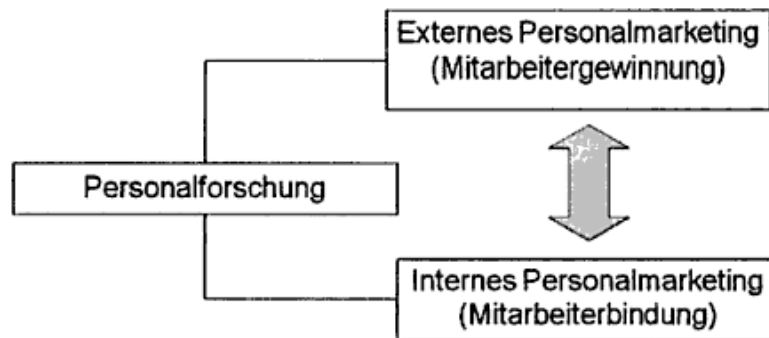 Externes Personalmarketing
(Mitarbeitergewinnung)
Personalforschung
Internes Personalmarketing
(Mitarbeiterbindung)